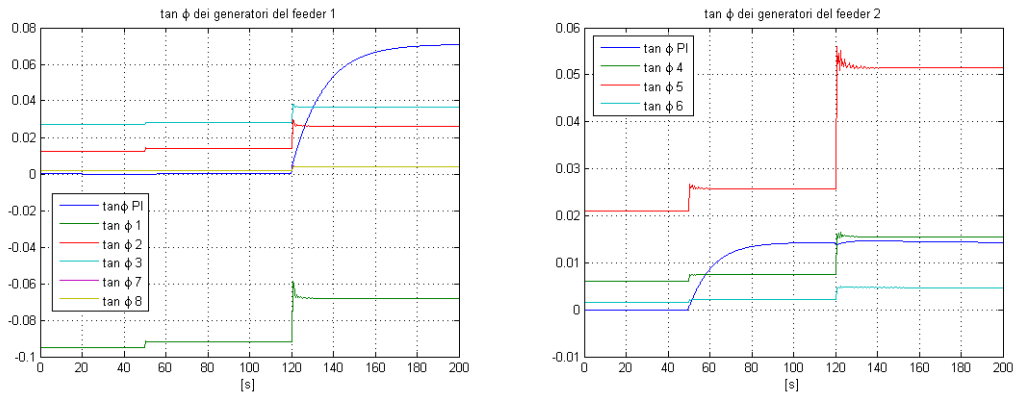 tan ϕ dei generatori del feeder 1
0.08
0.06
0.04
0.02
0
-0.02
-0.04
-0.06
-0.08
-0.1
tanϕ PI
tan ϕ 1
tan ϕ 2
tan ϕ 3
tan ϕ 7
tan ϕ 8
0 20 40 60 80 100 120 140 160 180 200
[s]
tan ϕ dei generatori del feeder 2
0.06
0.05
0.04
0.03
0.02
0.01
0
-0.01
tan ϕ PI
tan ϕ 4
tan ϕ 5
tan ϕ 6
0 20 40 60 80 100 120 140 160 180 200
[s]